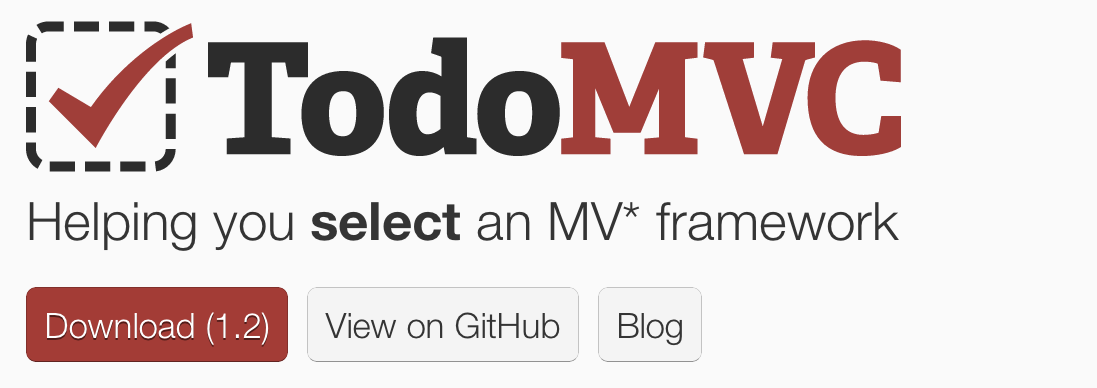 TodoMVC
Helping you select an MV* framework
Download (1.2) View on GitHub Blog